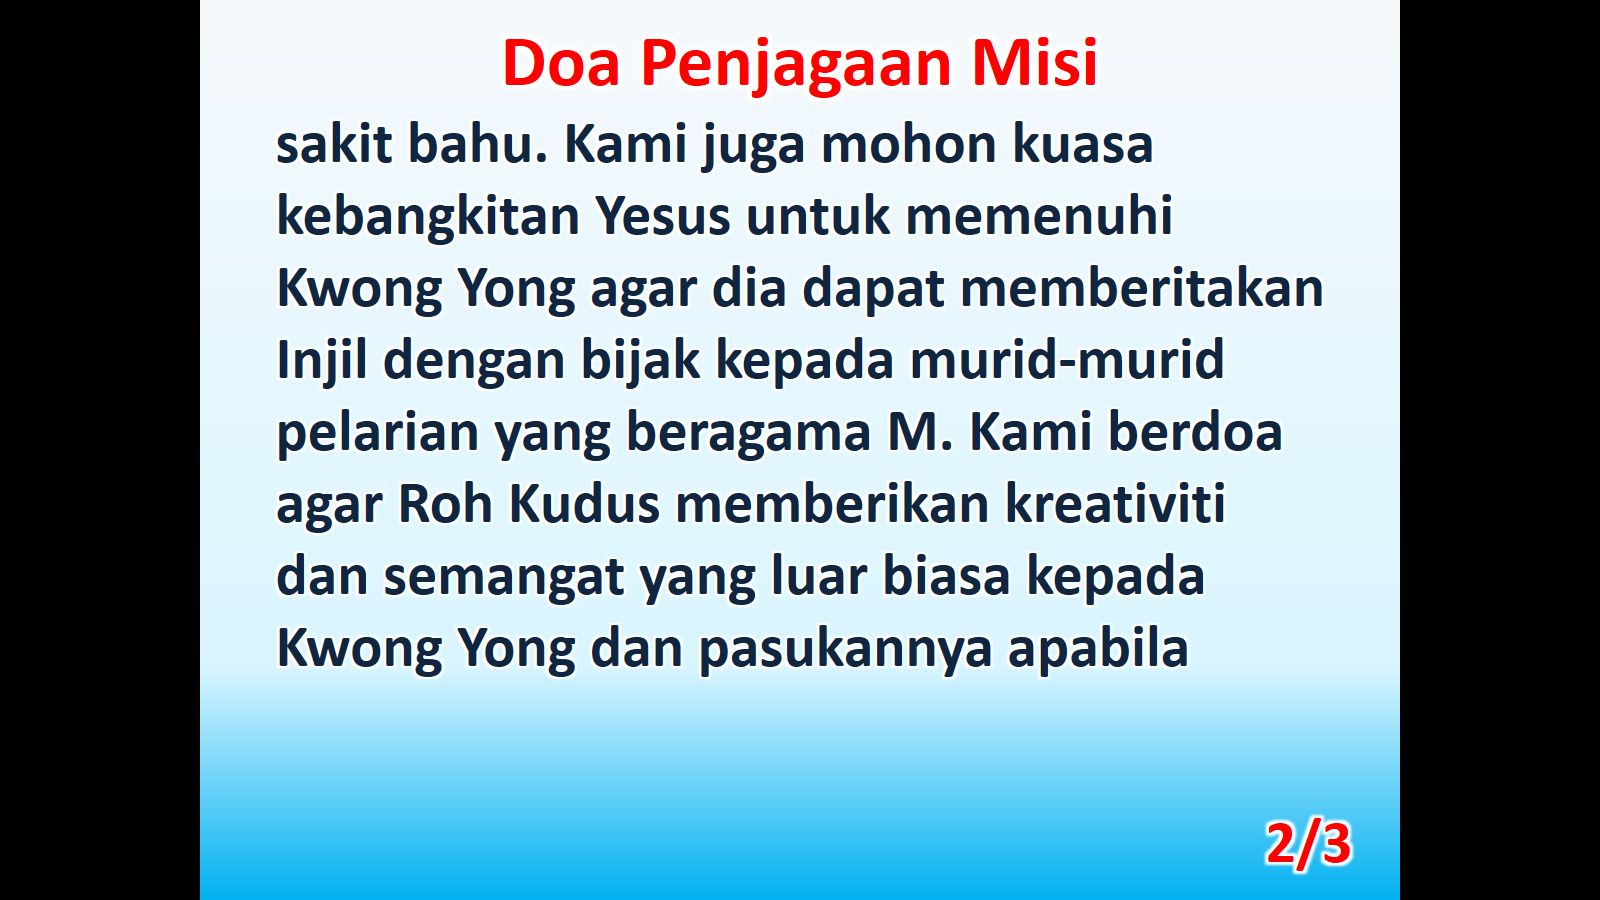 Doa Penjagaan Misi
sakit bahu. Kami juga mohon kuasa
kebangkitan Yesus untuk memenuhi
Kwong Yong agar dia dapat memberitakan
Injil dengan bijak kepada murid-murid
pelarian yang beragama M. Kami berdoa
agar Roh Kudus memberikan kreativiti
dan semangat yang luar biasa kepada
Kwong Yong dan pasukannya apabila
2/3